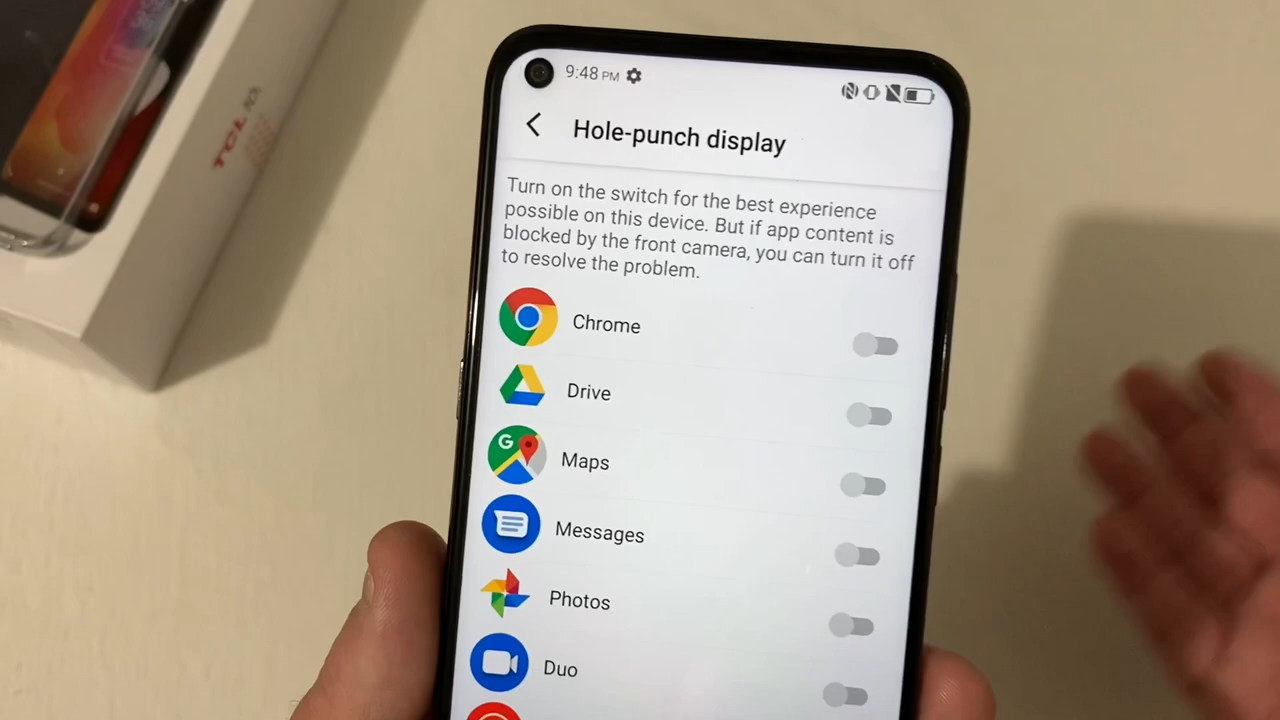 TCL 10
9:48 PM
Hole-punch display
Turn on the switch for the best experience
possible on this device. But if app content is
blocked by the front camera, you can turn it off
to resolve the problem.
Chrome
Drive
G
Maps
Messages
Photos
Duo